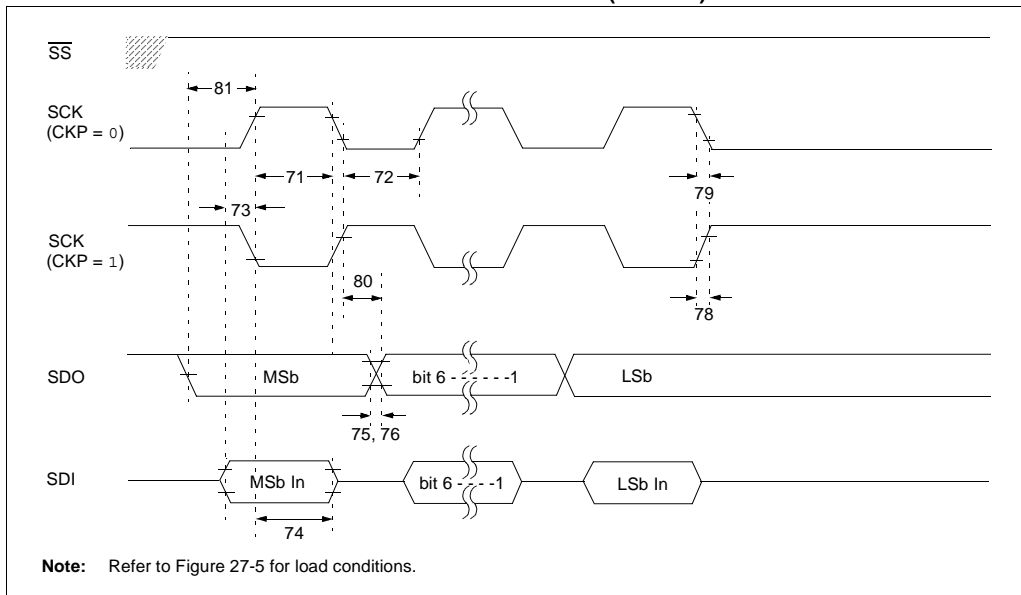 SS
81
SCK
(CKP = 0)
71
72
79
73
SCK
(CKP = 1)
80
78
SDO
MSb
bit 6 - - - - - -1
LSb
75, 76
SDI
MSb In
bit 6 - - - -1
LSb In
74
Note: Refer to Figure 27-5 for load conditions.